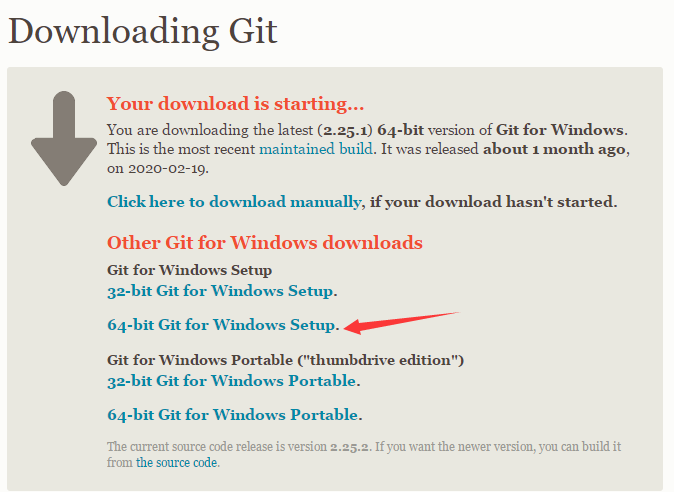 Downloading Git
Your download is starting...
You are downloading the latest (2.25.1) 64-bit version of Git for Windows.
This is the most recent maintained build. It was released about 1 month ago,
on 2020-02-19.
Click here to download manually, if your download hasn't started.
Other Git for Windows downloads
Git for Windows Setup
32-bit Git for Windows Setup.
64-bit Git for Windows Setup.
Git for Windows Portable ("thumbdrive edition")
32-bit Git for Windows Portable.
64-bit Git for Windows Portable.
The current source code release is version 2.25.2. If you want the newer version, you can build it
from the source code.